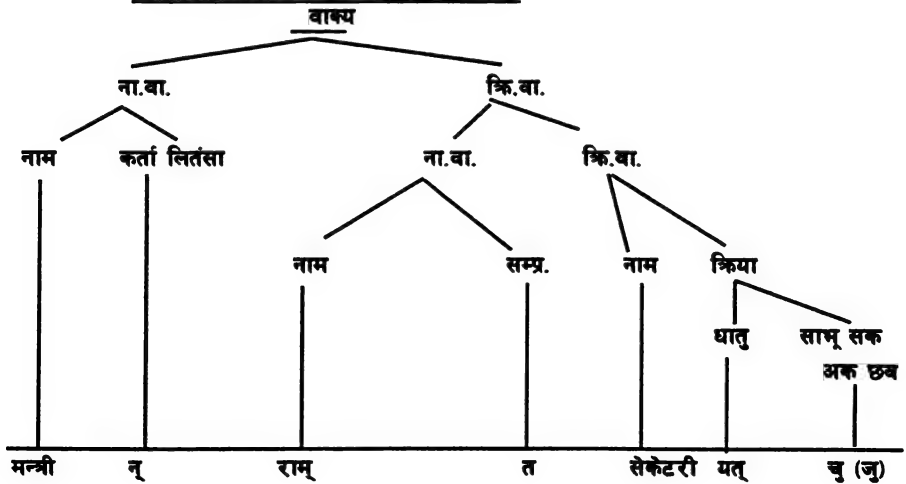 वाक्य
ना.वा. क्रि.वा.
नाम कर्ता लितंसा ना.वा. क्रि.वा.
नाम सम्प्र. नाम क्रिया
धातु साभू सक
अक छव
मन्त्री न् राम् त सेकेटरी यत् चु (जु)